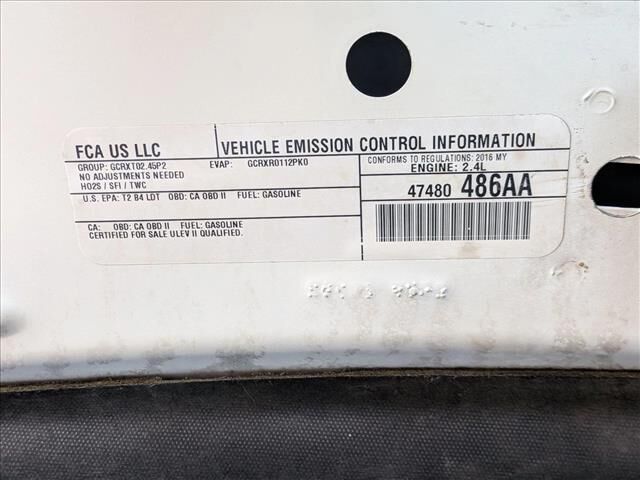 FCA US LLC
VEHICLE EMISSION CONTROL INFORMATION
GROUP: GCRXT02.45P2 EVAP: GCRXR0112PK0
NO ADJUSTMENTS NEEDED
HO2S / SFI / TWC
CONFORMS TO REGULATIONS: 2016 MY
ENGINE: 2.4L
U.S. EPA: T2 B4 LDT OBD: CA OBD II FUEL: GASOLINE
47480 486AA
CA: OBD: CA OBD II FUEL: GASOLINE
CERTIFIED FOR SALE ULEV II QUALIFIED.